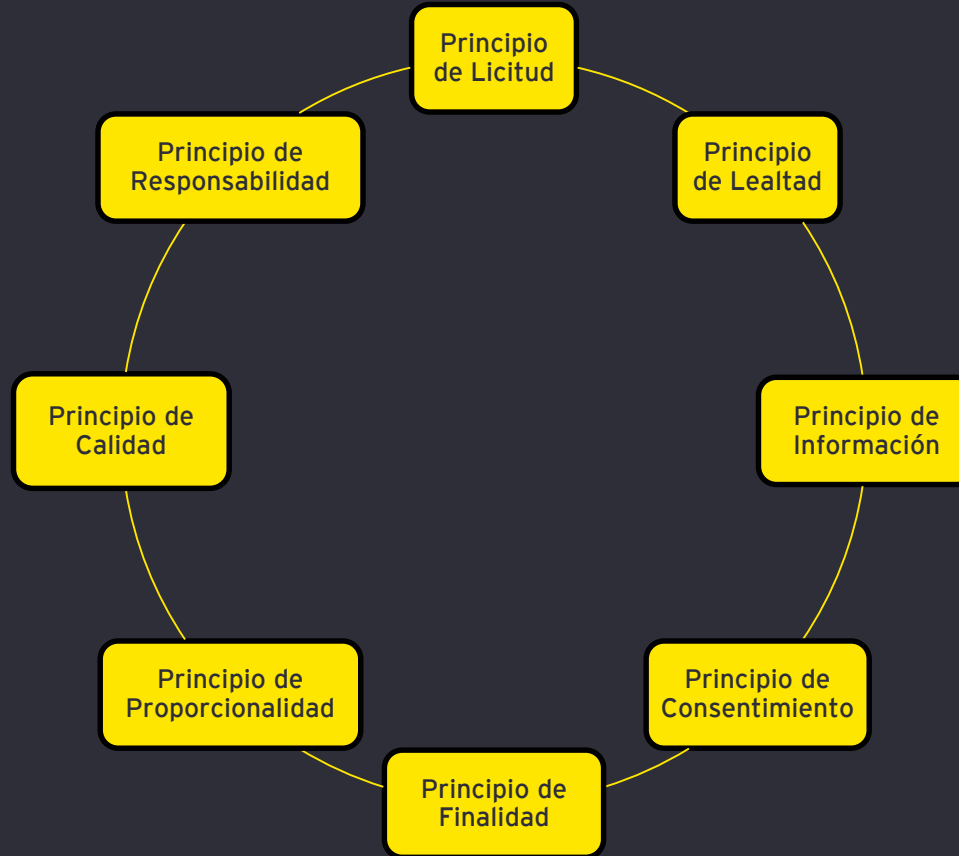 Principio
de Licitud
Principio
de Lealtad
Principio de
Información
Principio de
Consentimiento
Principio de
Finalidad
Principio de
Proporcionalidad
Principio de
Calidad
Principio de
Responsabilidad